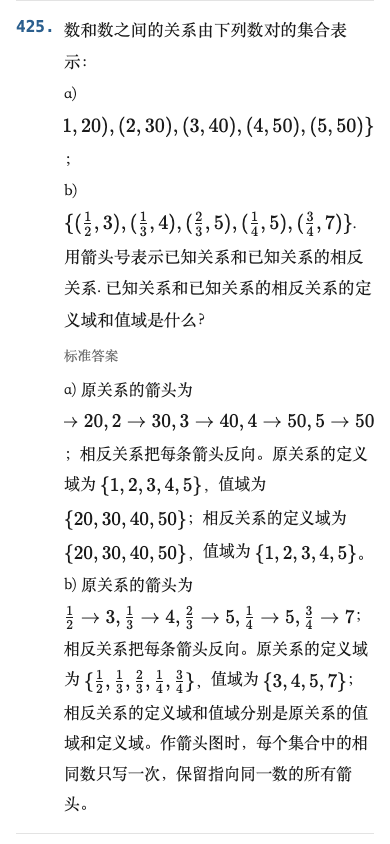 425. 数和数之间的关系由下列数对的集合表
示：
a)
1, 20), (2, 30), (3, 40), (4, 50), (5, 50)}
；
b)
{(1/2, 3), (1/3, 4), (2/3, 5), (1/4, 5), (3/4, 7)}.
用箭头号表示已知关系和已知关系的相反
关系. 已知关系和已知关系的相反关系的定
义域和值域是什么？
标准答案
a) 原关系的箭头为
→ 20, 2 → 30, 3 → 40, 4 → 50, 5 → 50
；相反关系把每条箭头反向。原关系的定义
域为 {1, 2, 3, 4, 5}，值域为
{20, 30, 40, 50}；相反关系的定义域为
{20, 30, 40, 50}，值域为 {1, 2, 3, 4, 5}。
b) 原关系的箭头为
1/2 → 3, 1/3 → 4, 2/3 → 5, 1/4 → 5, 3/4 → 7；
相反关系把每条箭头反向。原关系的定义域
为 {1/2, 1/3, 2/3, 1/4, 3/4}，值域为 {3, 4, 5, 7}；
相反关系的定义域和值域分别是原关系的值
域和定义域。作箭头图时，每个集合中的相
同数只写一次，保留指向同一数的所有箭
头。